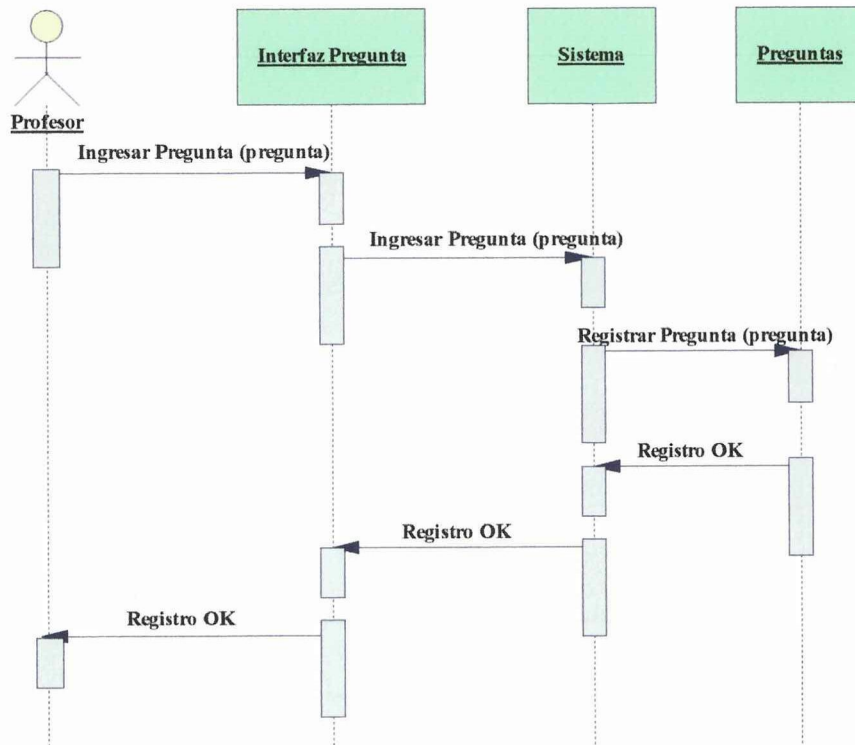 Interfaz Pregunta
Sistema
Preguntas
Profesor
Ingresar Pregunta (pregunta)
Ingresar Pregunta (pregunta)
Registrar Pregunta (pregunta)
Registro OK
Registro OK
Registro OK